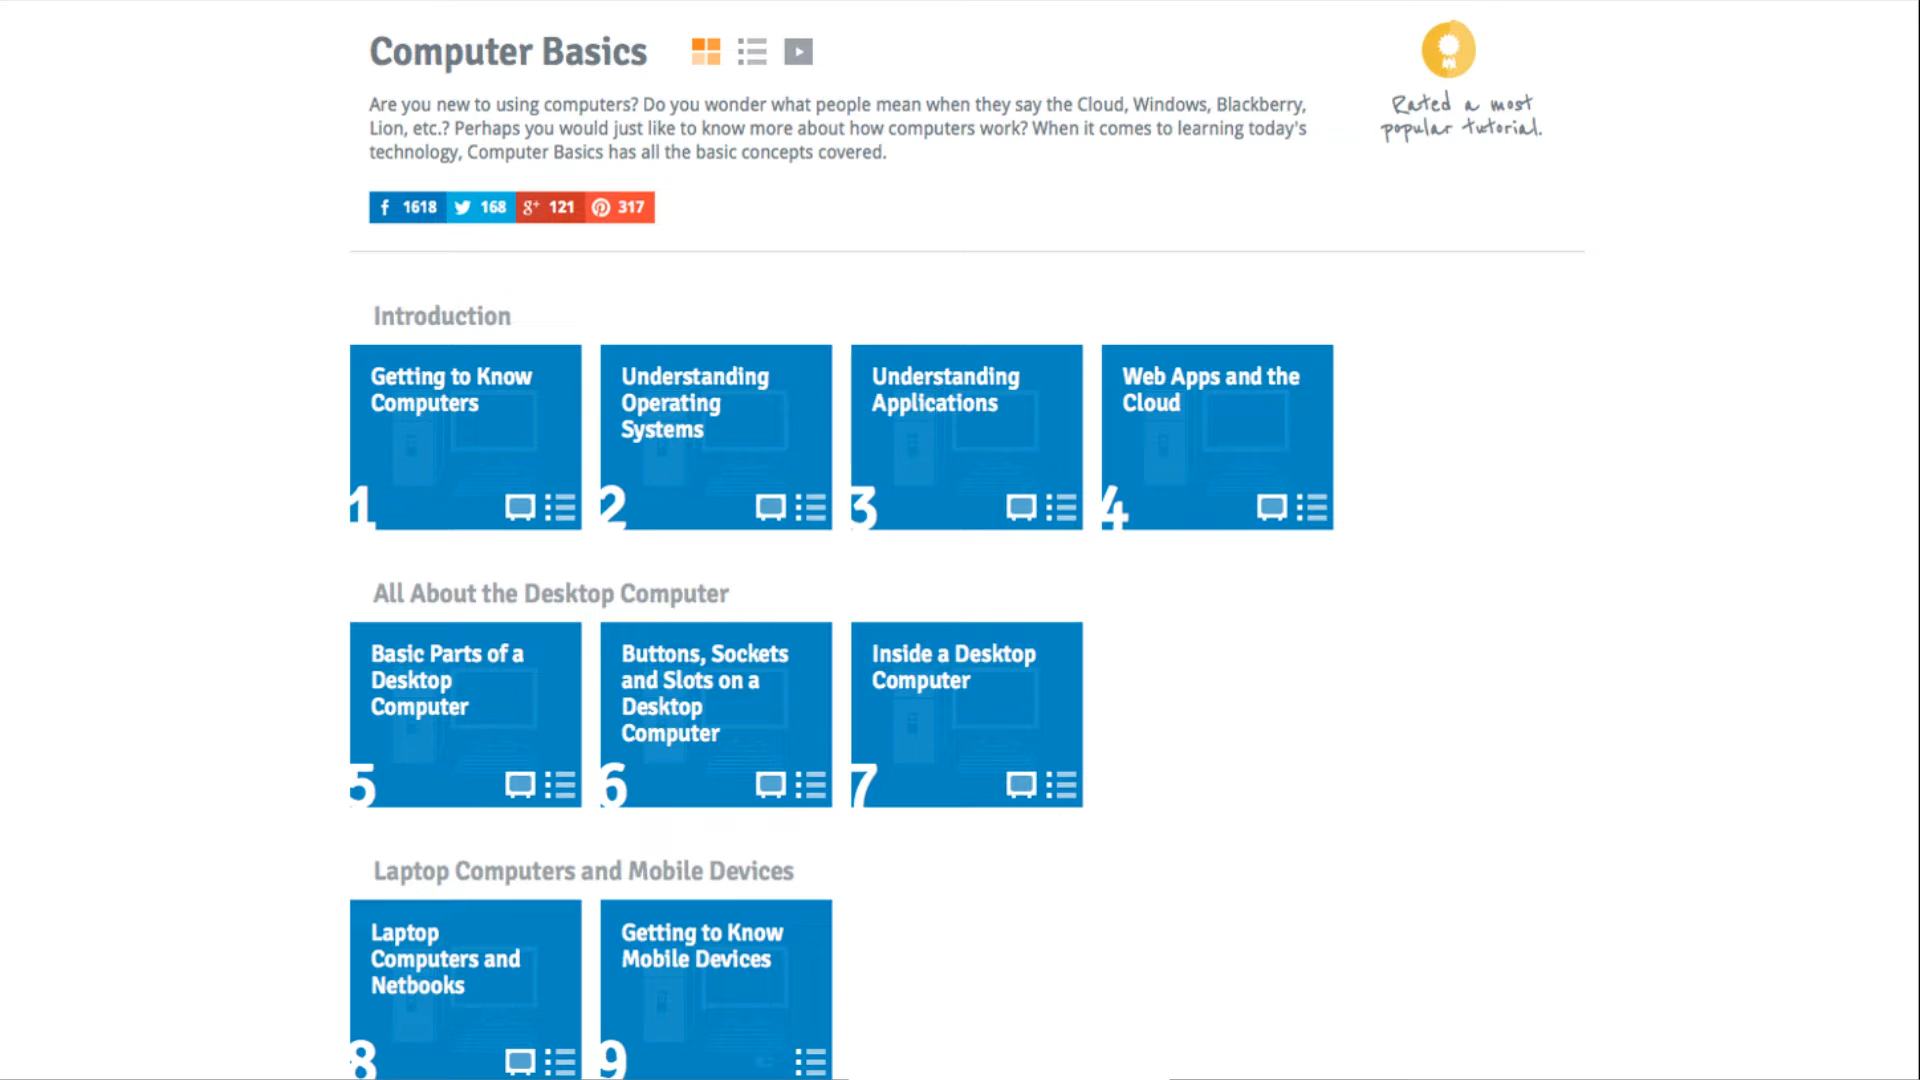 Computer Basics
Are you new to using computers? Do you wonder what people mean when they say the Cloud, Windows, Blackberry,
Lion, etc.? Perhaps you would just like to know more about how computers work? When it comes to learning today's
technology, Computer Basics has all the basic concepts covered.
Rated a most
popular tutorial.
f 1618 168 g+ 121 317
Introduction
Getting to Know
Computers
1
Understanding
Operating
Systems
2
Understanding
Applications
3
Web Apps and the
Cloud
4
All About the Desktop Computer
Basic Parts of a
Desktop
Computer
5
Buttons, Sockets
and Slots on a
Desktop
Computer
6
Inside a Desktop
Computer
7
Laptop Computers and Mobile Devices
Laptop
Computers and
Netbooks
8
Getting to Know
Mobile Devices
9